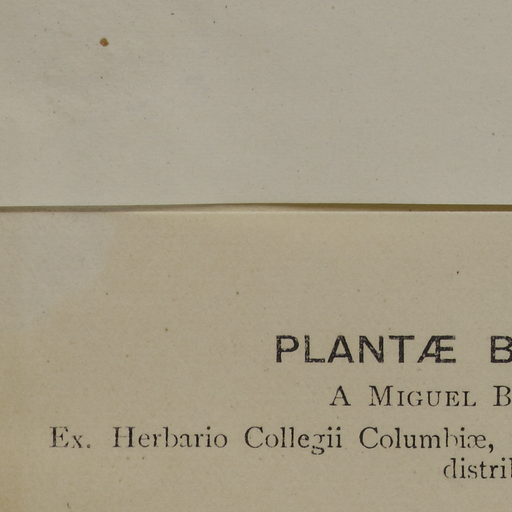 PLANTÆ B
A MIGUEL B
Ex. Herbario Collegii Columbiæ,
distri